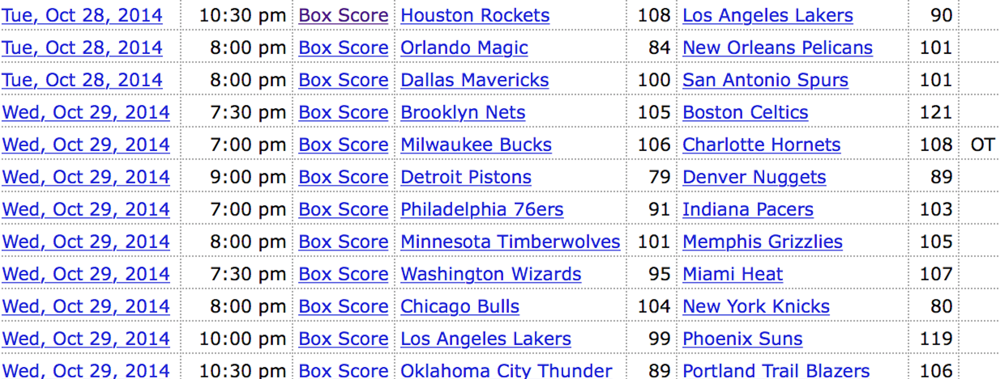 Tue, Oct 28, 2014 10:30 pm Box Score Houston Rockets 108 Los Angeles Lakers 90
Tue, Oct 28, 2014 8:00 pm Box Score Orlando Magic 84 New Orleans Pelicans 101
Tue, Oct 28, 2014 8:00 pm Box Score Dallas Mavericks 100 San Antonio Spurs 101
Wed, Oct 29, 2014 7:30 pm Box Score Brooklyn Nets 105 Boston Celtics 121
Wed, Oct 29, 2014 7:00 pm Box Score Milwaukee Bucks 106 Charlotte Hornets 108 OT
Wed, Oct 29, 2014 9:00 pm Box Score Detroit Pistons 79 Denver Nuggets 89
Wed, Oct 29, 2014 7:00 pm Box Score Philadelphia 76ers 91 Indiana Pacers 103
Wed, Oct 29, 2014 8:00 pm Box Score Minnesota Timberwolves 101 Memphis Grizzlies 105
Wed, Oct 29, 2014 7:30 pm Box Score Washington Wizards 95 Miami Heat 107
Wed, Oct 29, 2014 8:00 pm Box Score Chicago Bulls 104 New York Knicks 80
Wed, Oct 29, 2014 10:00 pm Box Score Los Angeles Lakers 99 Phoenix Suns 119
Wed, Oct 29, 2014 10:30 pm Box Score Oklahoma City Thunder 89 Portland Trail Blazers 106